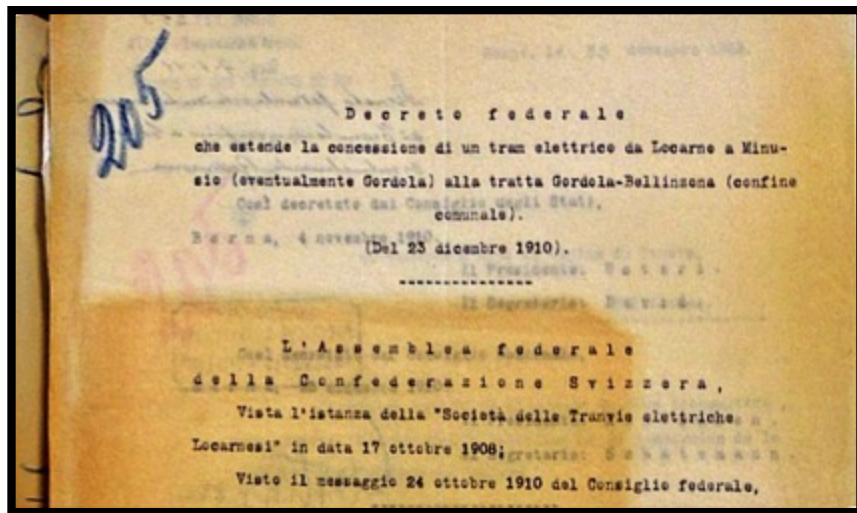 205
Decreto federale
che estende la concessione di un tram elettrico da Locarno a Minu-
sio (eventualmente Gordola) alla tratta Gordola-Bellinzona (confine
Così decretato dal Consiglio degli Stati,
comunale).
Berna, 4 novembre 1910.
(Del 23 dicembre 1910).
---------------
Il Presidente:
Il Segretario:
L'Assemblea federale
della Confederazione Svizzera,
Vista l'istanza della "Società delle Tranvie elettriche
Locarnesi" in data 17 ottobre 1908;
Segretario: Schatzmann.
Visto il messaggio 24 ottobre 1910 del Consiglio federale,